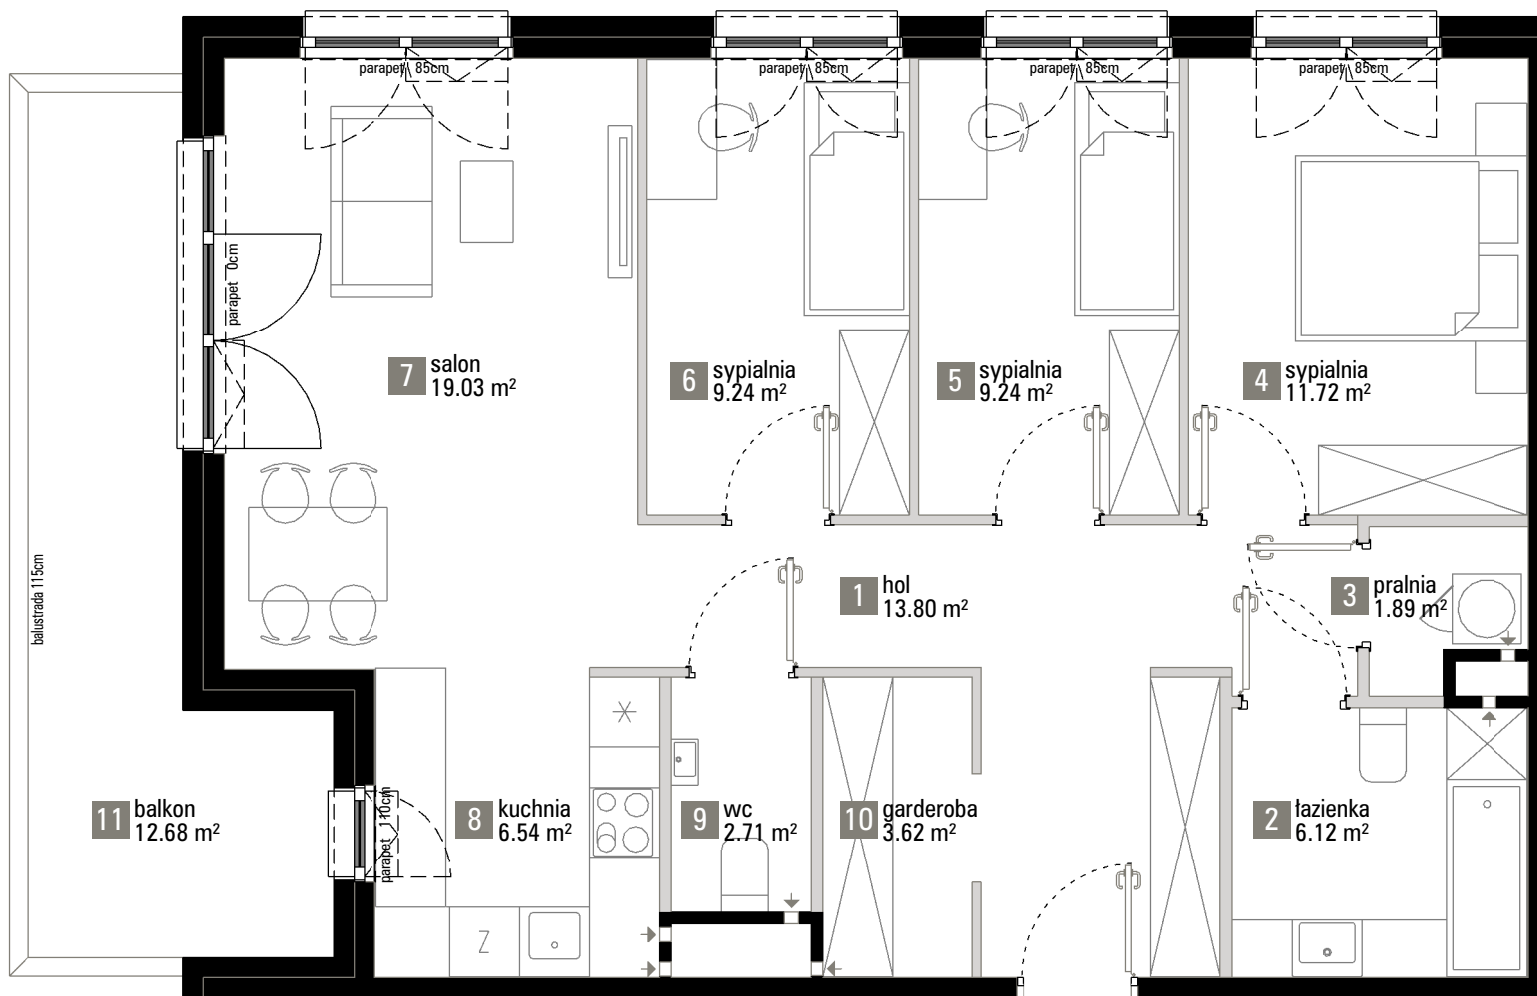 parapet 85cm
parapet 85cm
parapet 85cm
parapet 85cm
parapet 0cm
7 salon
19.03 m²
6 sypialnia
9.24 m²
5 sypialnia
9.24 m²
4 sypialnia
11.72 m²
balustrada 115cm
1 hol
13.80 m²
3 pralnia
1.89 m²
11 balkon
12.68 m²
parapet 110cm
8 kuchnia
6.54 m²
9 wc
2.71 m²
10 garderoba
3.62 m²
2 łazienka
6.12 m²
Z